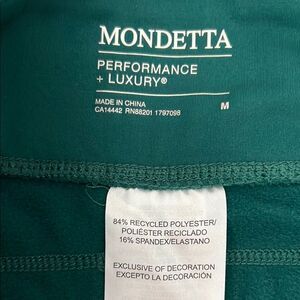 MONDETTA
PERFORMANCE
+ LUXURY®
MADE IN CHINA
CA14442 RN88201 1797098
M
84% RECYCLED POLYESTER/
POLIÉSTER RECICLADO
16% SPANDEX/ELASTANO
EXCLUSIVE OF DECORATION
EXCEPTO LA DECORACIÓN